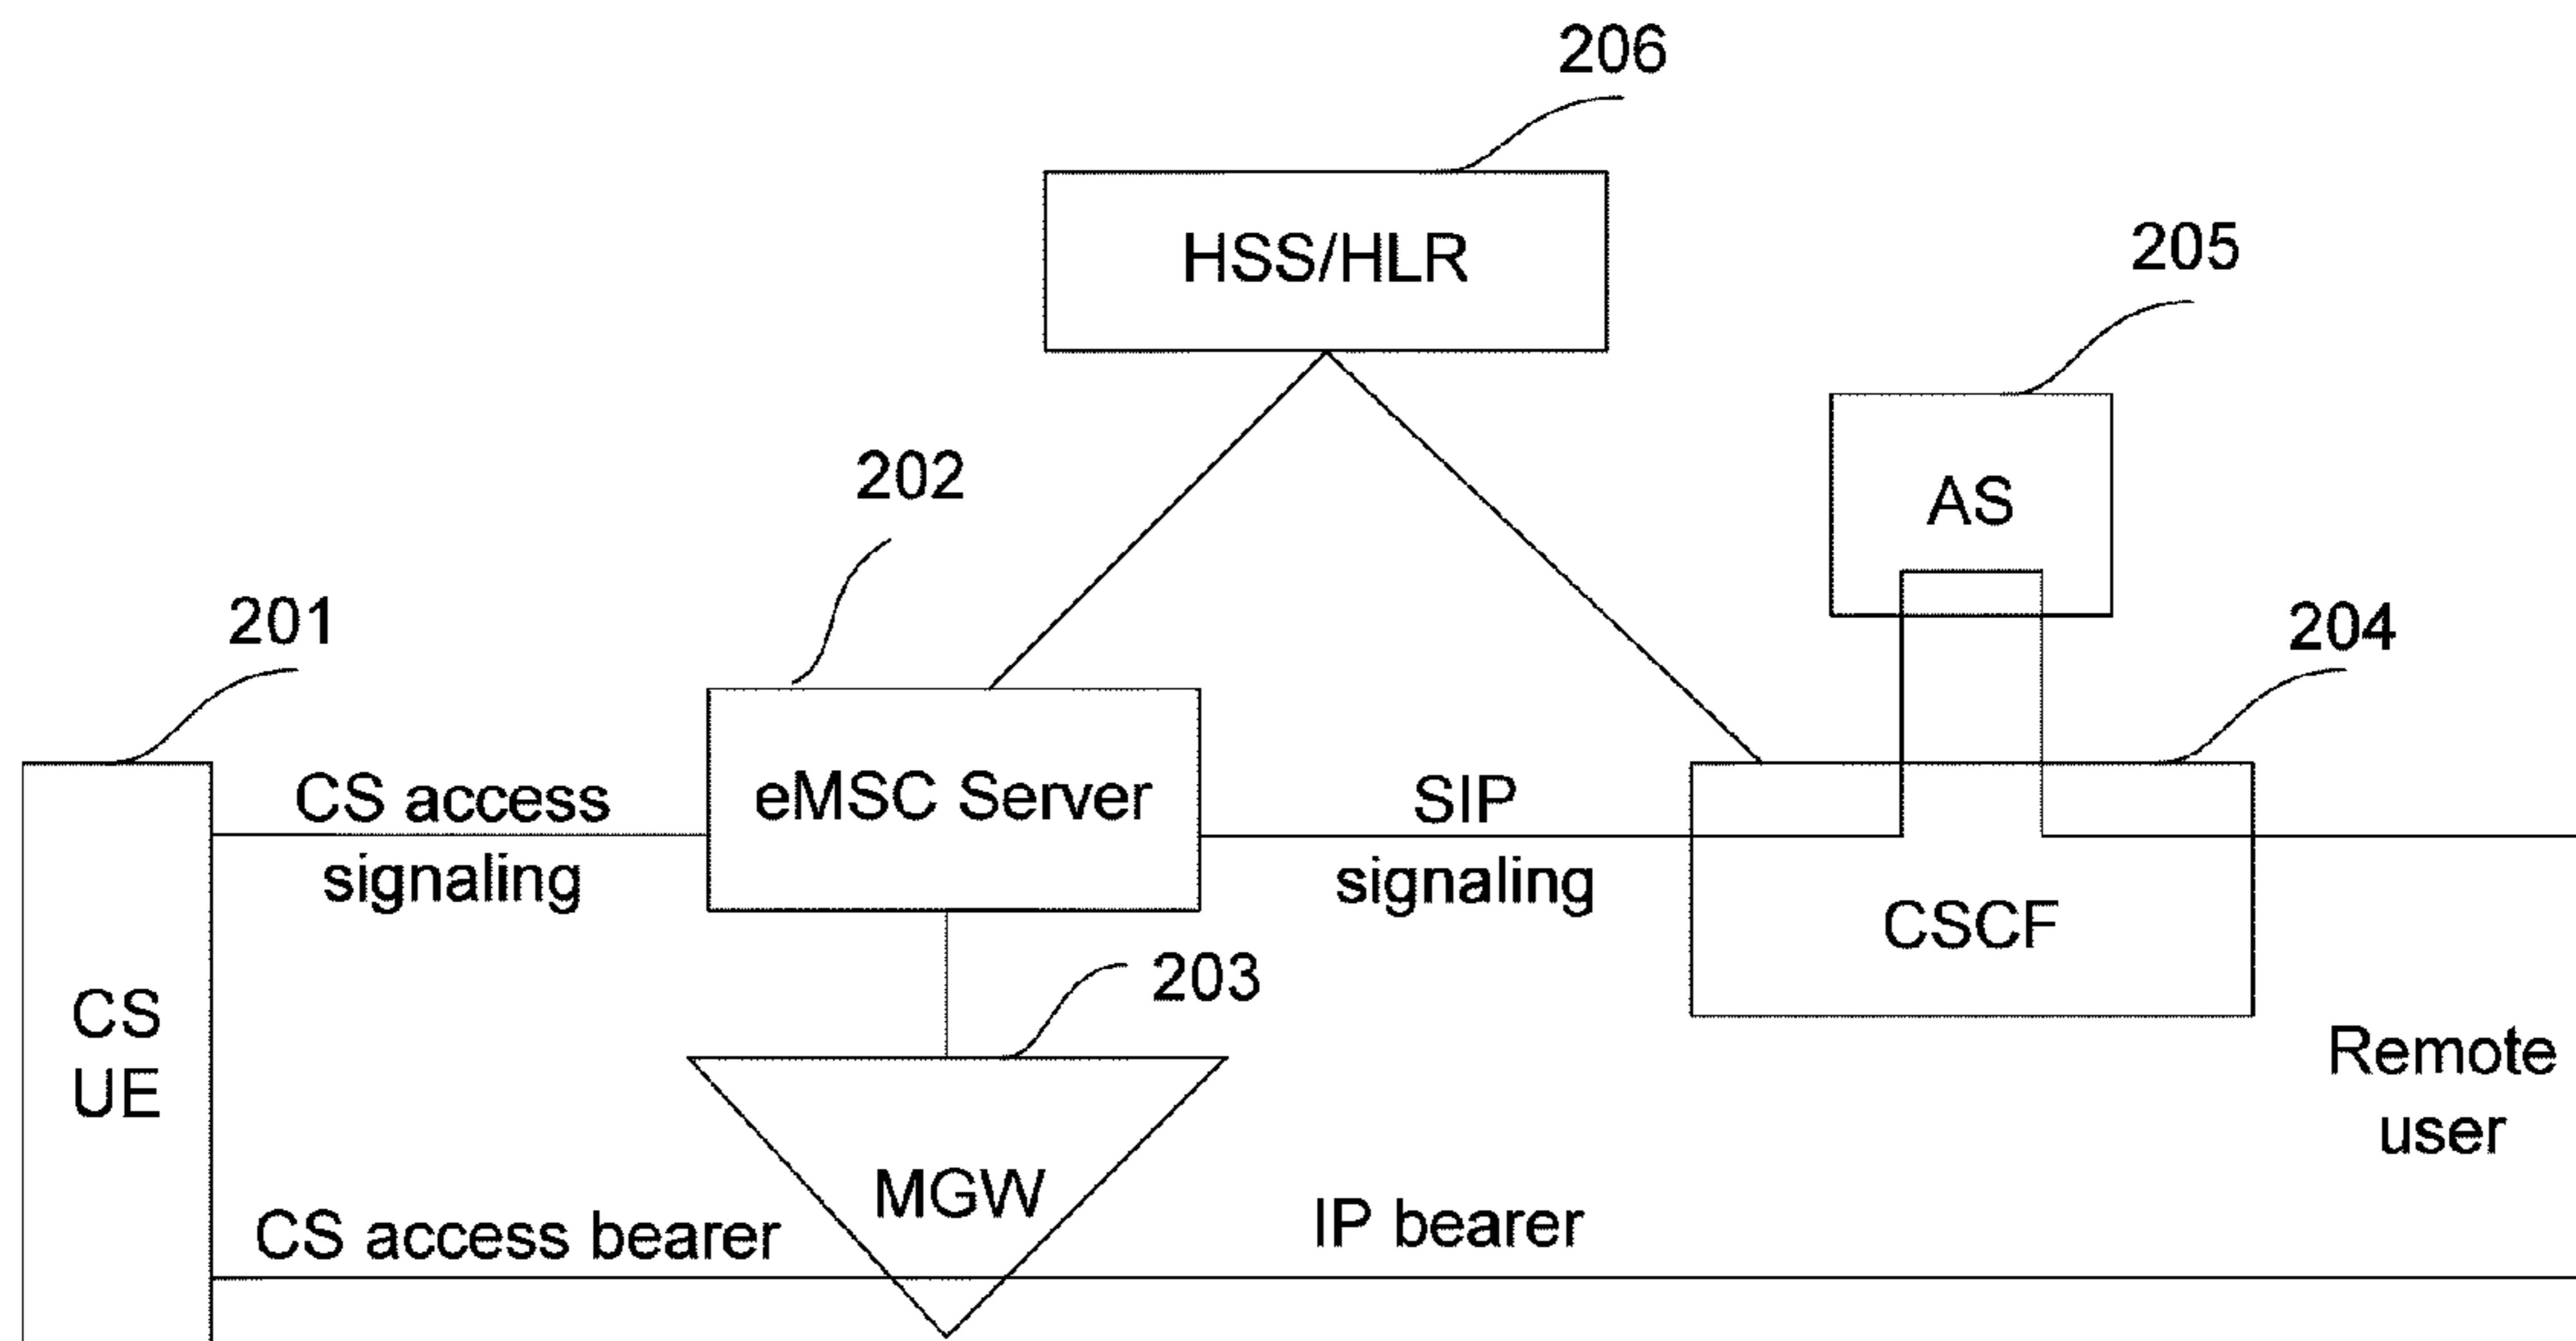 206
HSS/HLR
205
AS
202
201
204
eMSC Server
CS access
signaling
SIP
signaling
CSCF
203
CS
UE
Remote
user
MGW
CS access bearer
IP bearer